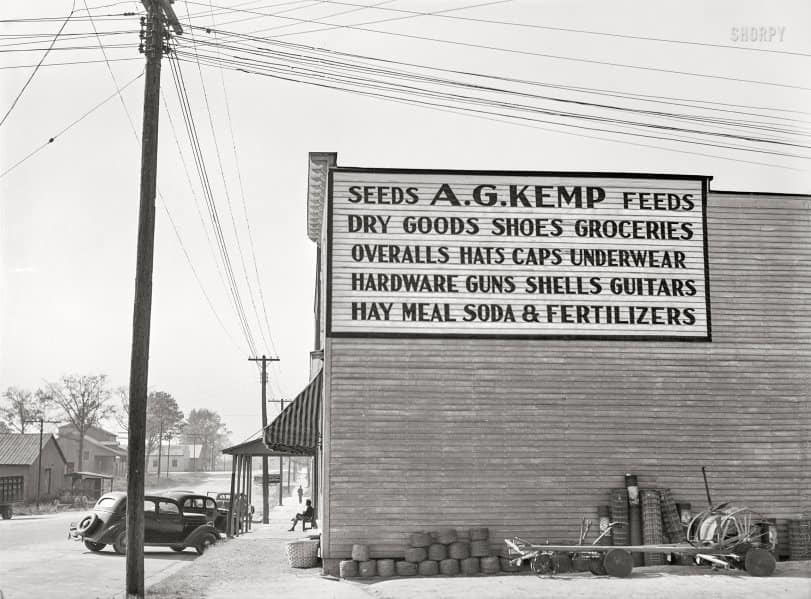 SHORPY
SEEDS A.G. KEMP FEEDS
DRY GOODS SHOES GROCERIES
OVERALLS HATS CAPS UNDERWEAR
HARDWARE GUNS SHELLS GUITARS
HAY MEAL SODA & FERTILIZERS